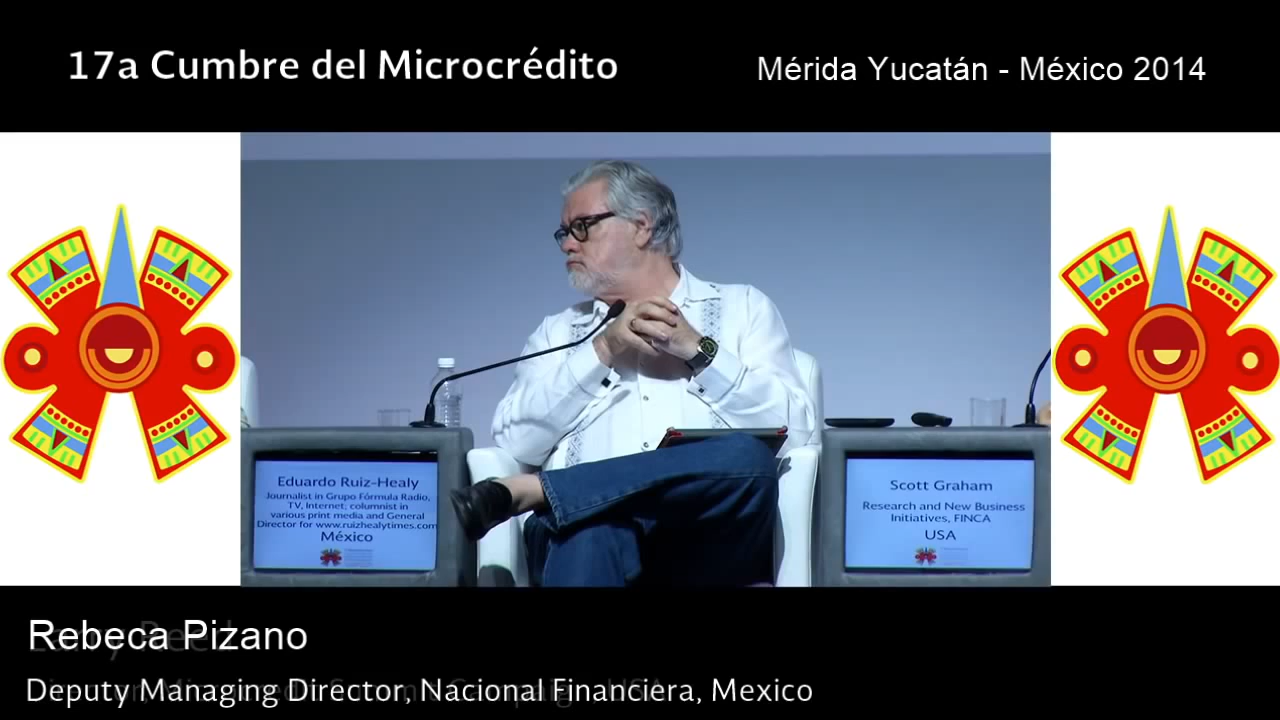 17a Cumbre del Microcrédito
Mérida Yucatán - México 2014
Eduardo Ruiz-Healy
Journalist in Grupo Fórmula Radio,
TV, Internet; columnist in
various print media and General
Director for www.ruizhealytimes.com
México
Scott Graham
Research and New Business
Initiatives, FINCA
USA
Rebeca Pizano
Deputy Managing Director, Nacional Financiera, Mexico